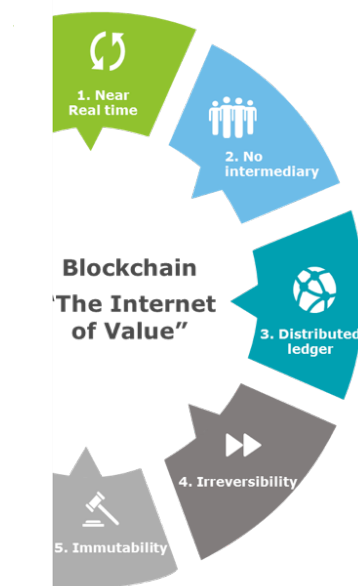 1. Near
Real time
2. No
intermediary
Blockchain
"The Internet
of Value”
3. Distributed
ledger
4. Irreversibility
5. Immutability